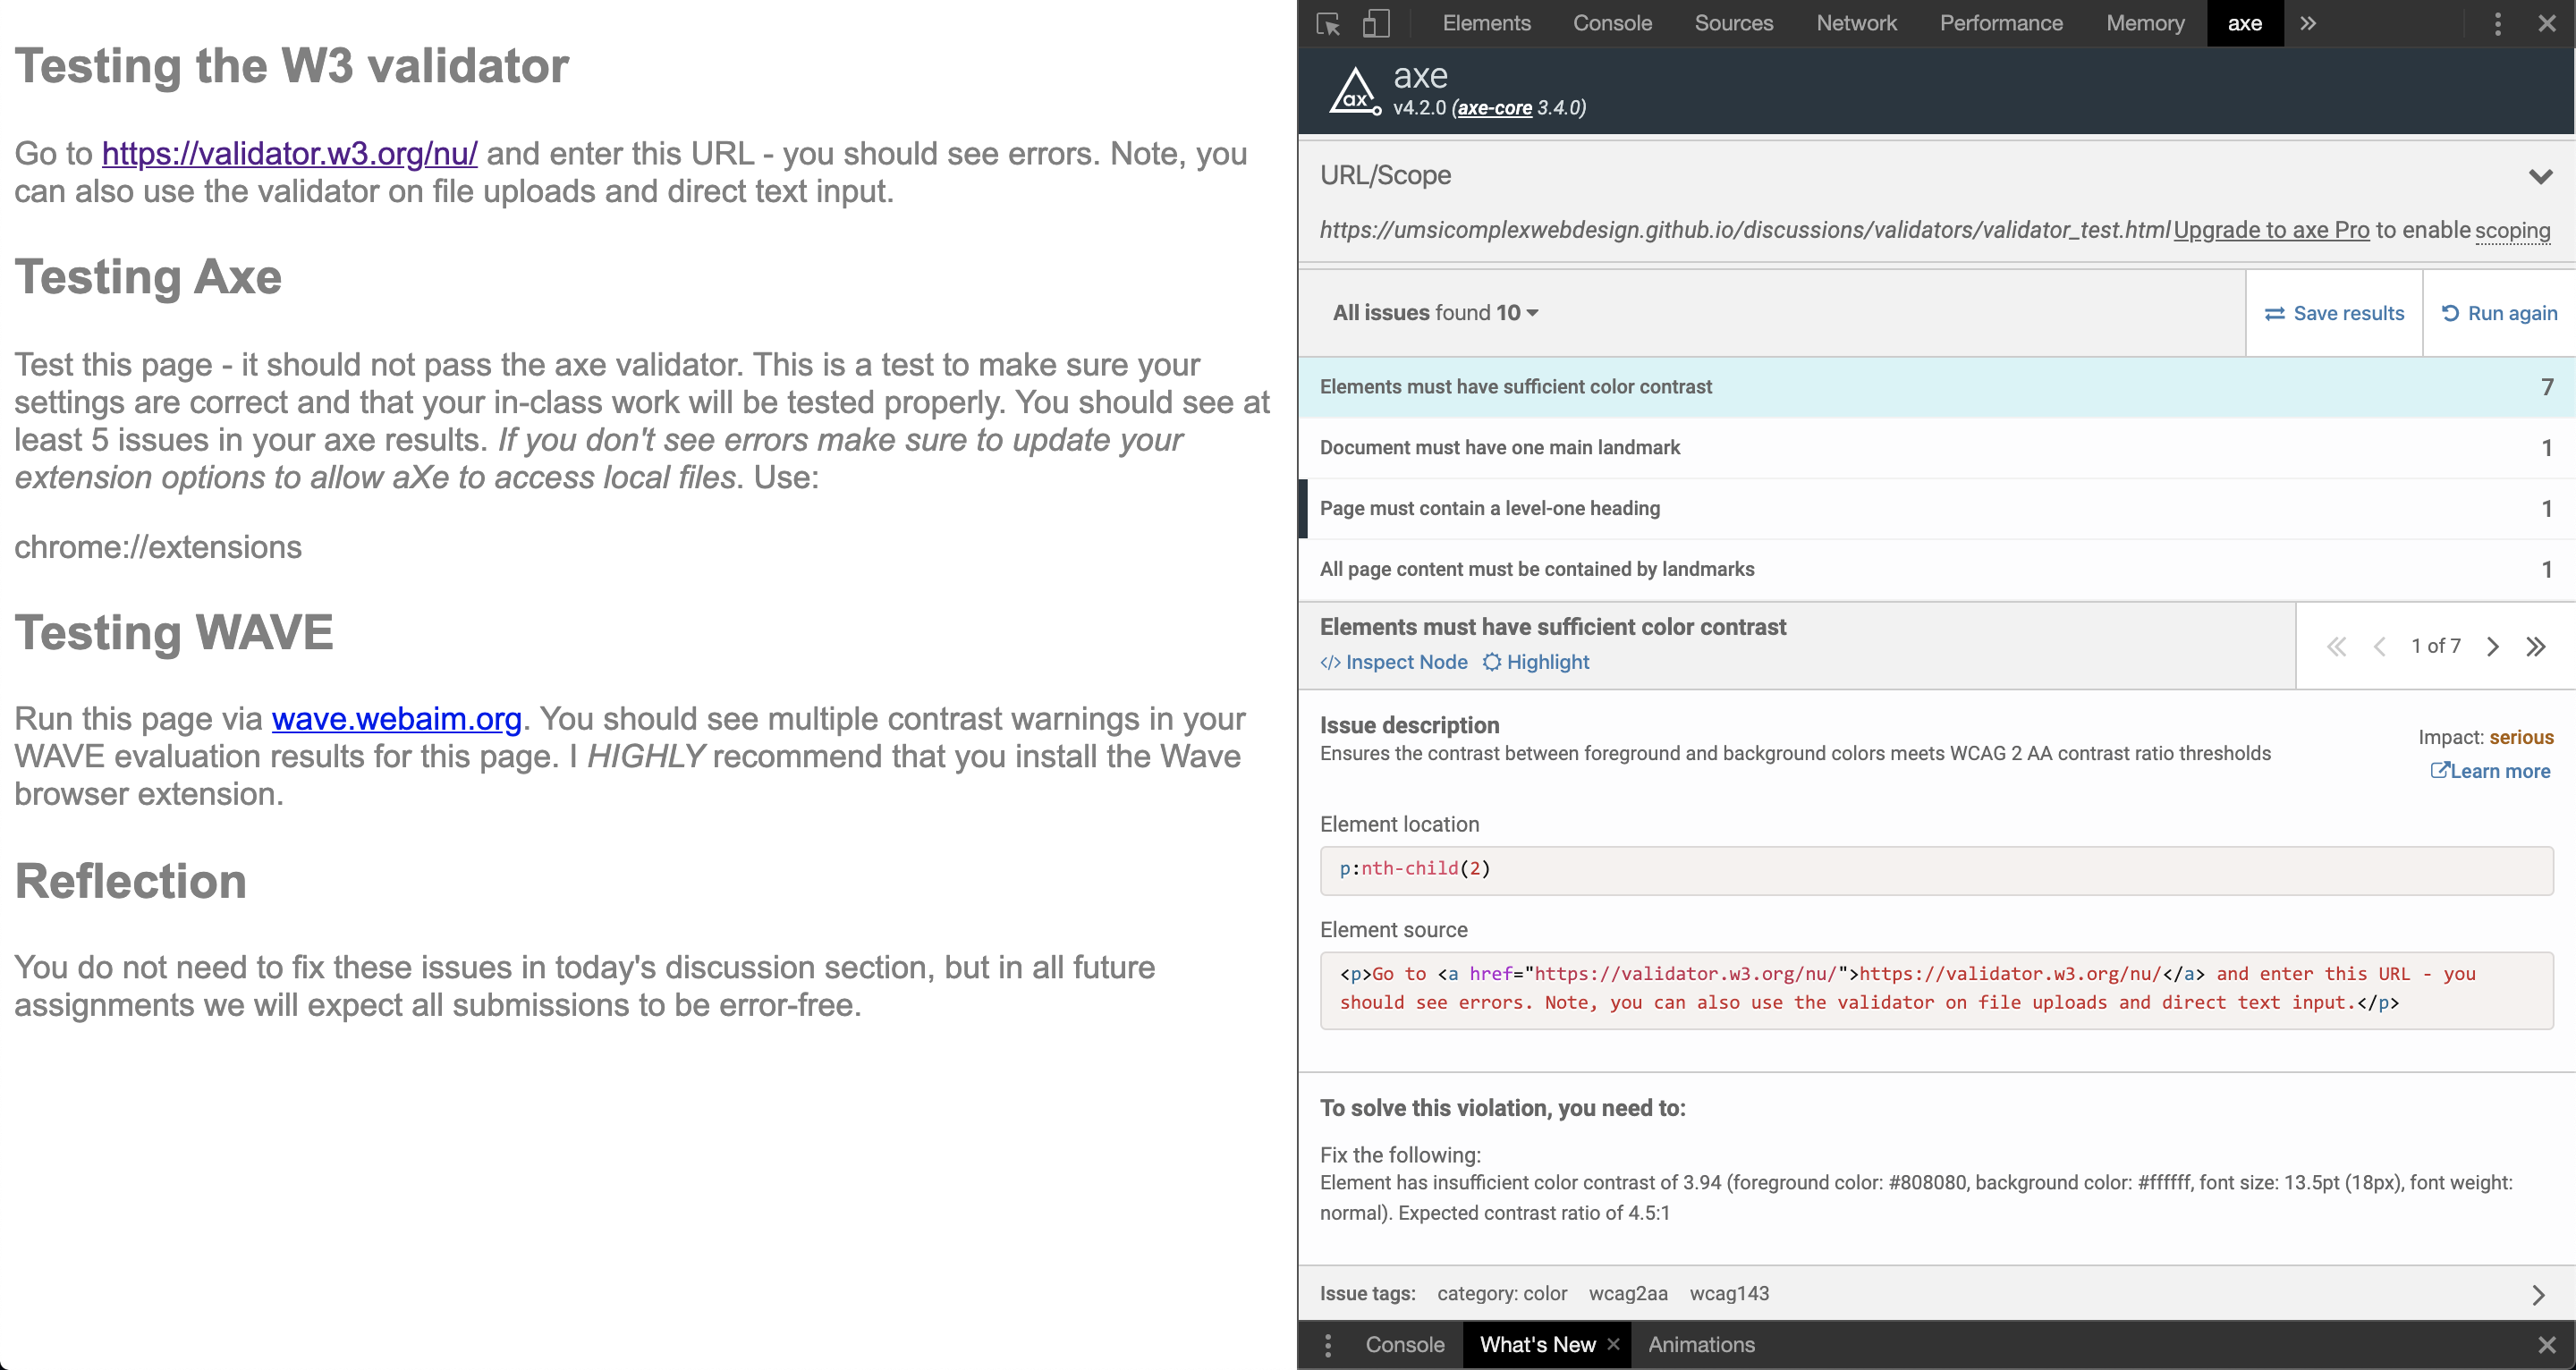 Testing the W3 validator
Go to https://validator.w3.org/nu/ and enter this URL - you should see errors. Note, you
can also use the validator on file uploads and direct text input.
Testing Axe
Test this page - it should not pass the axe validator. This is a test to make sure your
settings are correct and that your in-class work will be tested properly. You should see at
least 5 issues in your axe results. If you don't see errors make sure to update your
extension options to allow aXe to access local files. Use:
chrome://extensions
Testing WAVE
Run this page via wave.webaim.org. You should see multiple contrast warnings in your
WAVE evaluation results for this page. I HIGHLY recommend that you install the Wave
browser extension.
Reflection
You do not need to fix these issues in today's discussion section, but in all future
assignments we will expect all submissions to be error-free.
Elements Console Sources Network Performance Memory axe »
ax
axe
v4.2.0 (axe-core 3.4.0)
URL/Scope
https://umsicomplexwebdesign.github.io/discussions/validators/validator_test.html Upgrade to axe Pro to enable scoping
All issues found 10 Save results Run again
Elements must have sufficient color contrast 7
Document must have one main landmark 1
Page must contain a level-one heading 1
All page content must be contained by landmarks 1
Elements must have sufficient color contrast
</> Inspect Node Highlight
1 of 7
Issue description
Ensures the contrast between foreground and background colors meets WCAG 2 AA contrast ratio thresholds
Impact: serious
Learn more
Element location
p:nth-child(2)
Element source
<p>Go to <a href="https://validator.w3.org/nu/">https://validator.w3.org/nu/</a> and enter this URL - you
should see errors. Note, you can also use the validator on file uploads and direct text input.</p>
To solve this violation, you need to:
Fix the following:
Element has insufficient color contrast of 3.94 (foreground color: #808080, background color: #ffffff, font size: 13.5pt (18px), font weight:
normal). Expected contrast ratio of 4.5:1
Issue tags: category: color wcag2aa wcag143
Console What's New × Animations